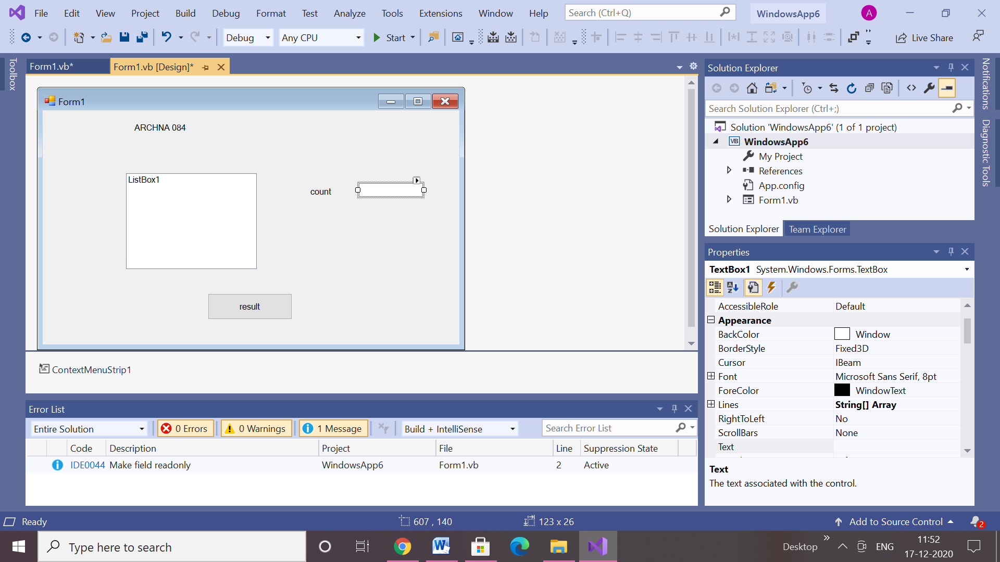 File Edit View Project Build Debug Format Test Analyze Tools Extensions Window Help Search (Ctrl+Q) WindowsApp6 A
Debug Any CPU Start Live Share
Toolbox
Form1.vb* Form1.vb [Design]*
Form1
ARCHNA 084
ListBox1
count
result
ContextMenuStrip1
Error List
Entire Solution 0 Errors 0 Warnings 1 Message Build + IntelliSense Search Error List
Code Description Project File Line Suppression State
IDE0044 Make field readonly WindowsApp6 Form1.vb 2 Active
Solution Explorer
Search Solution Explorer (Ctrl+;)
Solution 'WindowsApp6' (1 of 1 project)
VB WindowsApp6
My Project
References
App.config
Form1.vb
Solution Explorer Team Explorer
Properties
TextBox1 System.Windows.Forms.TextBox
AccessibleRole Default
Appearance
BackColor Window
BorderStyle Fixed3D
Cursor IBeam
Font Microsoft Sans Serif, 8pt
ForeColor WindowText
Lines String[] Array
RightToLeft No
ScrollBars None
Text
Text
The text associated with the control.
Notifications
Diagnostic Tools
Ready 607 , 140 123 x 26 Add to Source Control 2
Type here to search Desktop ENG 11:52
17-12-2020